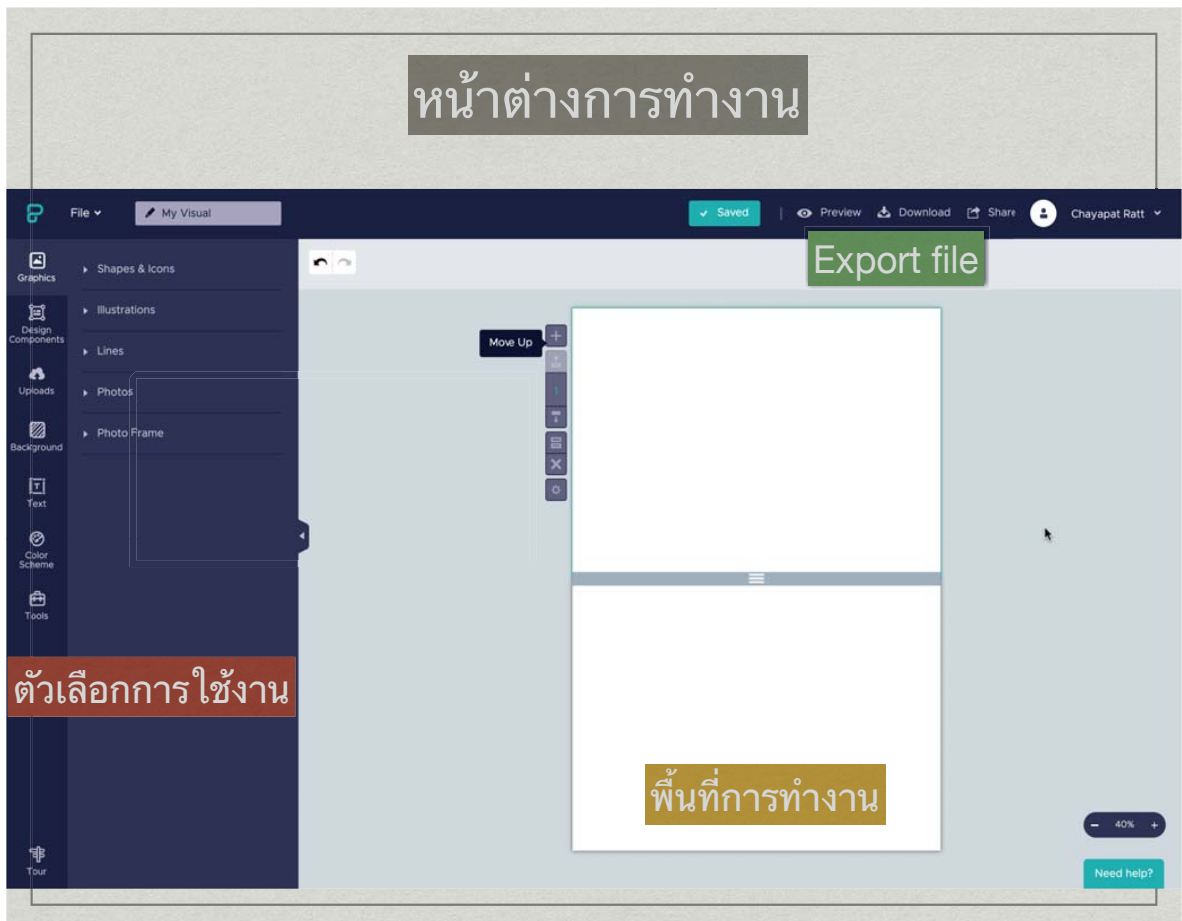 หน้าต่างการทำงาน
File
My Visual
Saved
Preview
Download
Share
Chayapat Ratt
Export file
Graphics
Design
Components
Uploads
Background
Text
Color
Scheme
Tools
Tour
Shapes & Icons
Illustrations
Lines
Photos
Photo Frame
Move Up
1
ตัวเลือกการใช้งาน
พื้นที่การทำงาน
40%
Need help?